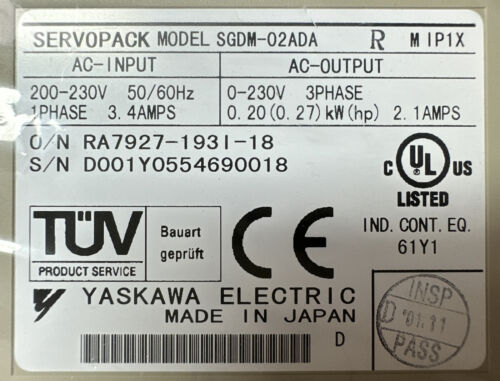 SERVOPACK MODEL SGDM-02ADA R MIP1X
AC-INPUT AC-OUTPUT
200-230V 50/60Hz 0-230V 3PHASE
1PHASE 3.4AMPS 0.20(0.27)kW(hp) 2.1AMPS
O/N RA7927-193I-18
S/N D001Y0554690018
C UL US
LISTED
IND. CONT. EQ.
61Y1
TÜV
PRODUCT SERVICE
Bauart
geprüft
CE
YASKAWA ELECTRIC
MADE IN JAPAN
D
INSP
D '01.11
PASS